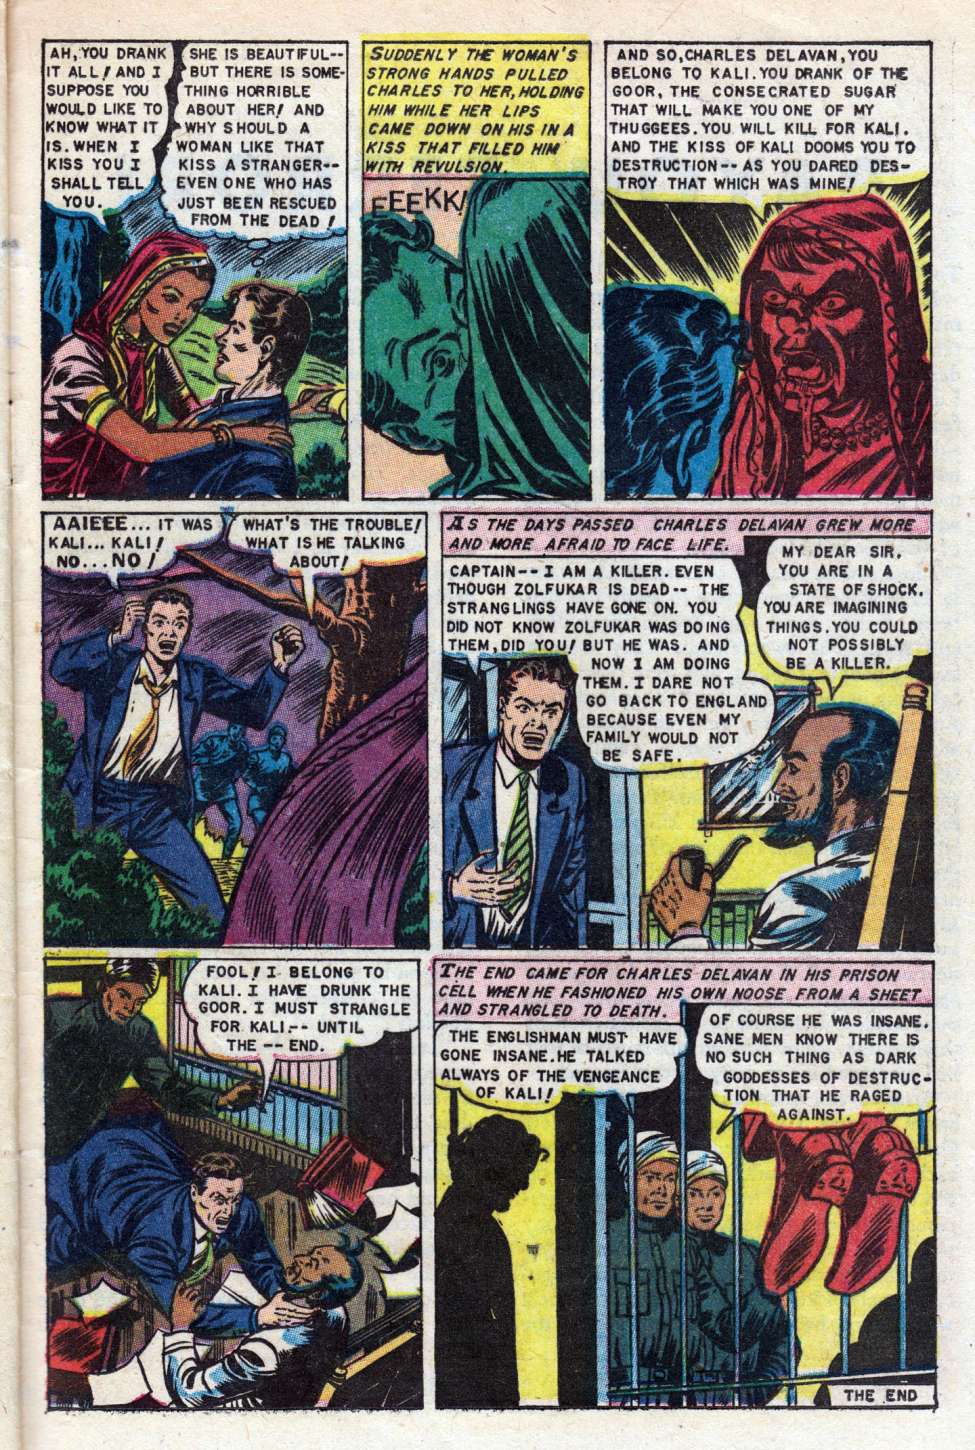 AH, YOU DRANK
IT ALL! AND I
SUPPOSE YOU
WOULD LIKE TO
KNOW WHAT IT
IS. WHEN I
KISS YOU I
SHALL TELL
YOU.
SHE IS BEAUTIFUL--
BUT THERE IS SOME-
THING HORRIBLE
ABOUT HER! AND
WHY SHOULD A
WOMAN LIKE THAT
KISS A STRANGER--
EVEN ONE WHO HAS
JUST BEEN RESCUED
FROM THE DEAD!
SUDDENLY THE WOMAN'S
STRONG HANDS PULLED
CHARLES TO HER, HOLDING
HIM WHILE HER LIPS
CAME DOWN ON HIS IN A
KISS THAT FILLED HIM
WITH REVULSION.
EEEKK!
AND SO, CHARLES DELAVAN, YOU
BELONG TO KALI. YOU DRANK OF THE
GOOR, THE CONSECRATED SUGAR
THAT WILL MAKE YOU ONE OF MY
THUGGEES. YOU WILL KILL FOR KALI.
AND THE KISS OF KALI DOOMS YOU TO
DESTRUCTION-- AS YOU DARED DES-
TROY THAT WHICH WAS MINE!
AAIEEE... IT WAS
KALI... KALI!
NO...NO!
WHAT'S THE TROUBLE!
WHAT IS HE TALKING
ABOUT!
AS THE DAYS PASSED CHARLES DELAVAN GREW MORE
AND MORE AFRAID TO FACE LIFE.
CAPTAIN-- I AM A KILLER. EVEN
THOUGH ZOLFUKAR IS DEAD-- THE
STRANGLINGS HAVE GONE ON. YOU
DID NOT KNOW ZOLFUKAR WAS DOING
THEM, DID YOU! BUT HE WAS. AND
NOW I AM DOING
THEM. I DARE NOT
GO BACK TO ENGLAND
BECAUSE EVEN MY
FAMILY WOULD NOT
BE SAFE.
MY DEAR SIR,
YOU ARE IN A
STATE OF SHOCK.
YOU ARE IMAGINING
THINGS. YOU COULD
NOT POSSIBLY
BE A KILLER.
FOOL! I BELONG TO
KALI. I HAVE DRUNK THE
GOOR. I MUST STRANGLE
FOR KALI-- UNTIL
THE -- END.
THE END CAME FOR CHARLES DELAVAN IN HIS PRISON
CELL WHEN HE FASHIONED HIS OWN NOOSE FROM A SHEET
AND STRANGLED TO DEATH.
THE ENGLISHMAN MUST HAVE
GONE INSANE. HE TALKED
ALWAYS OF THE VENGEANCE
OF KALI!
OF COURSE HE WAS INSANE.
SANE MEN KNOW THERE IS
NO SUCH THING AS DARK
GODDESSES OF DESTRUC-
TION THAT HE RAGED
AGAINST.
THE END